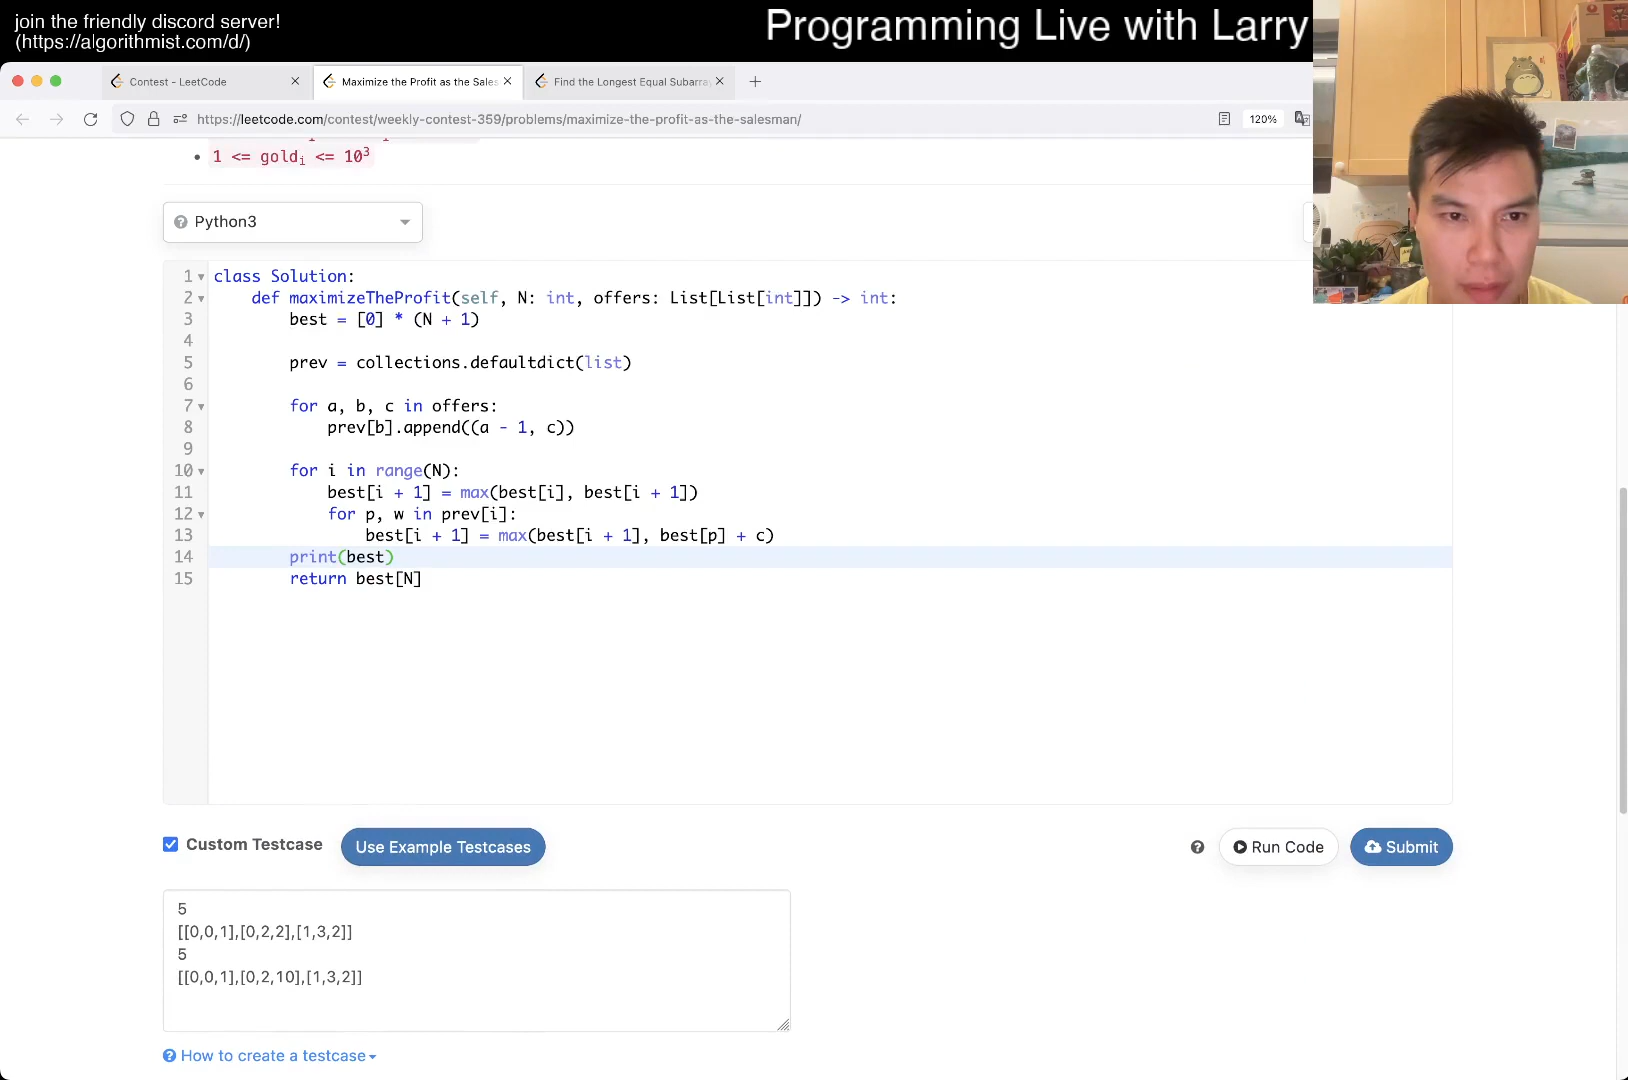 join the friendly discord server!
(https://algorithmist.com/d/)
Programming Live with Larry
Contest - LeetCode
Maximize the Profit as the Sales
Find the Longest Equal Subarra
https://leetcode.com/contest/weekly-contest-359/problems/maximize-the-profit-as-the-salesman/
120%
• 1 <= goldᵢ <= 10³
Python3
1 class Solution:
2 def maximizeTheProfit(self, N: int, offers: List[List[int]]) -> int:
3 best = [0] * (N + 1)
4
5 prev = collections.defaultdict(list)
6
7 for a, b, c in offers:
8 prev[b].append((a - 1, c))
9
10 for i in range(N):
11 best[i + 1] = max(best[i], best[i + 1])
12 for p, w in prev[i]:
13 best[i + 1] = max(best[i + 1], best[p] + c)
14 print(best)
15 return best[N]
Custom Testcase
Use Example Testcases
Run Code
Submit
5
[[0,0,1],[0,2,2],[1,3,2]]
5
[[0,0,1],[0,2,10],[1,3,2]]
How to create a testcase